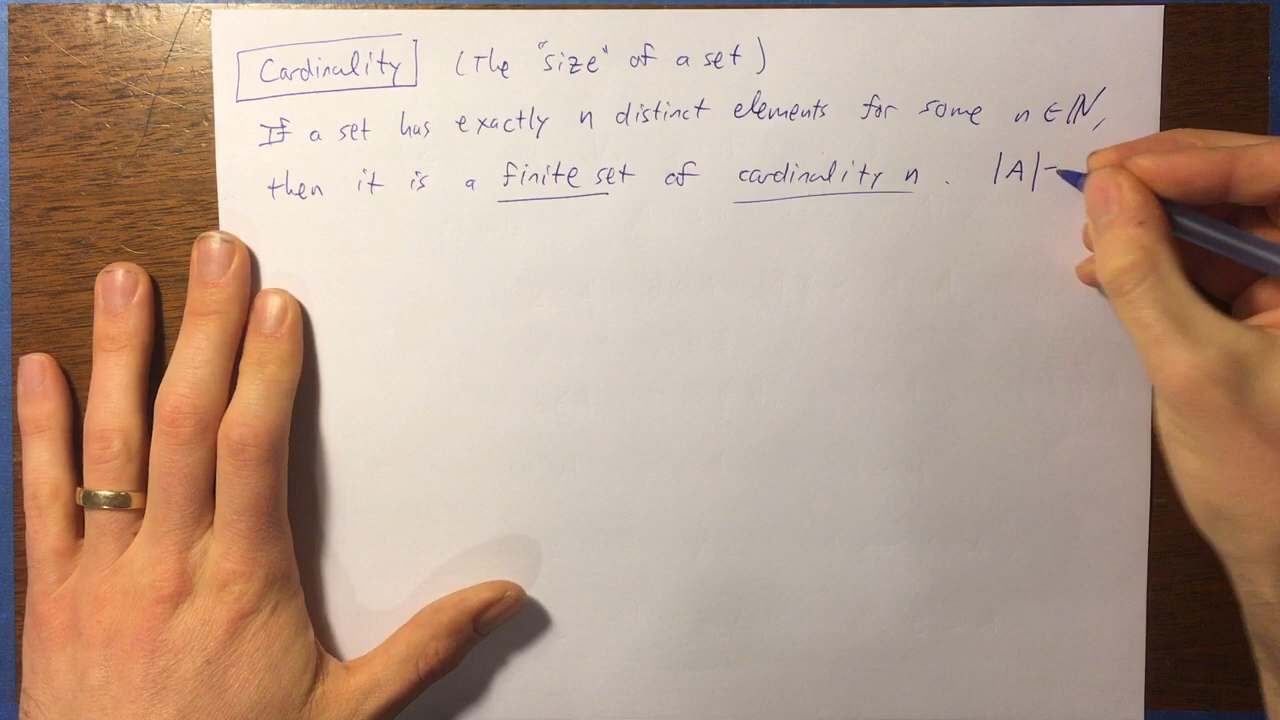 Cardinality (The "size" of a set)
If a set has exactly n distinct elements for some n ∈ ℕ,
then it is a finite set of cardinality n. |A| -